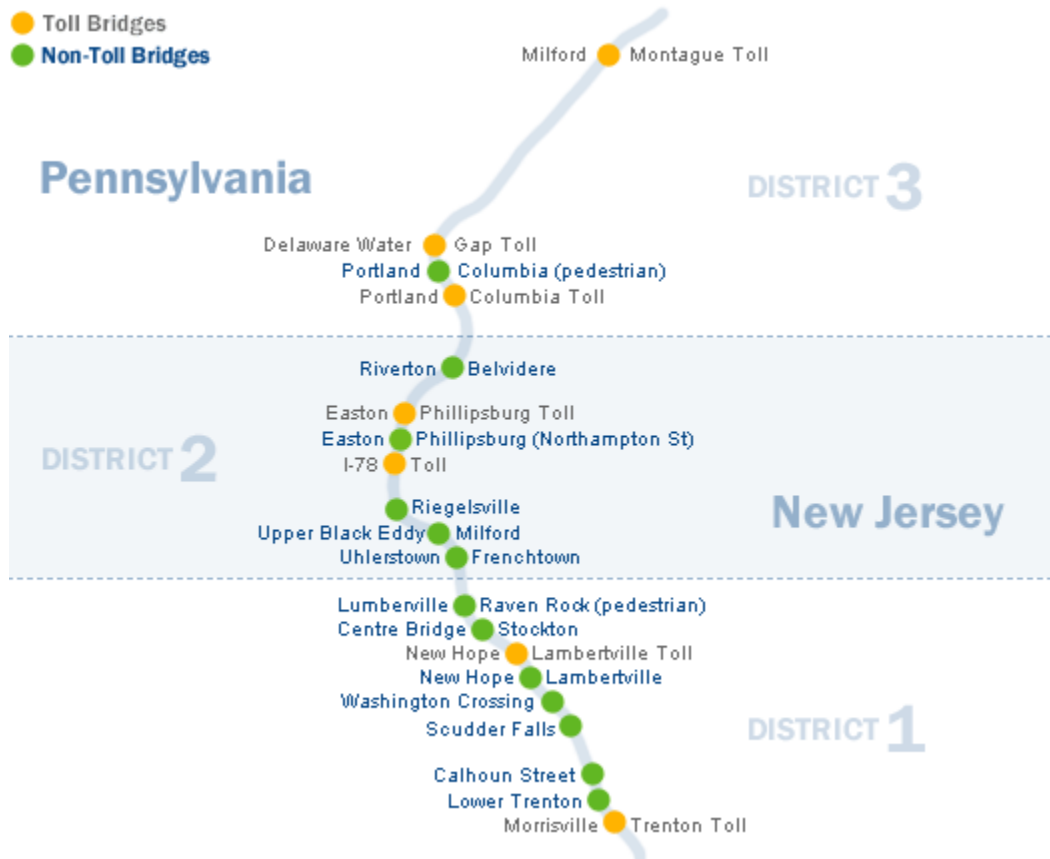 Toll Bridges
Non-Toll Bridges
Milford Montague Toll
Pennsylvania
DISTRICT 3
Delaware Water Gap Toll
Portland Columbia (pedestrian)
Portland Columbia Toll
Riverton Belvidere
Easton Phillipsburg Toll
Easton Phillipsburg (Northampton St)
DISTRICT 2
I-78 Toll
Riegelsville
New Jersey
Upper Black Eddy Milford
Uhlerstown Frenchtown
Lumberville Raven Rock (pedestrian)
Centre Bridge Stockton
New Hope Lambertville Toll
New Hope Lambertville
Washington Crossing
Scudder Falls
DISTRICT 1
Calhoun Street
Lower Trenton
Morrisville Trenton Toll